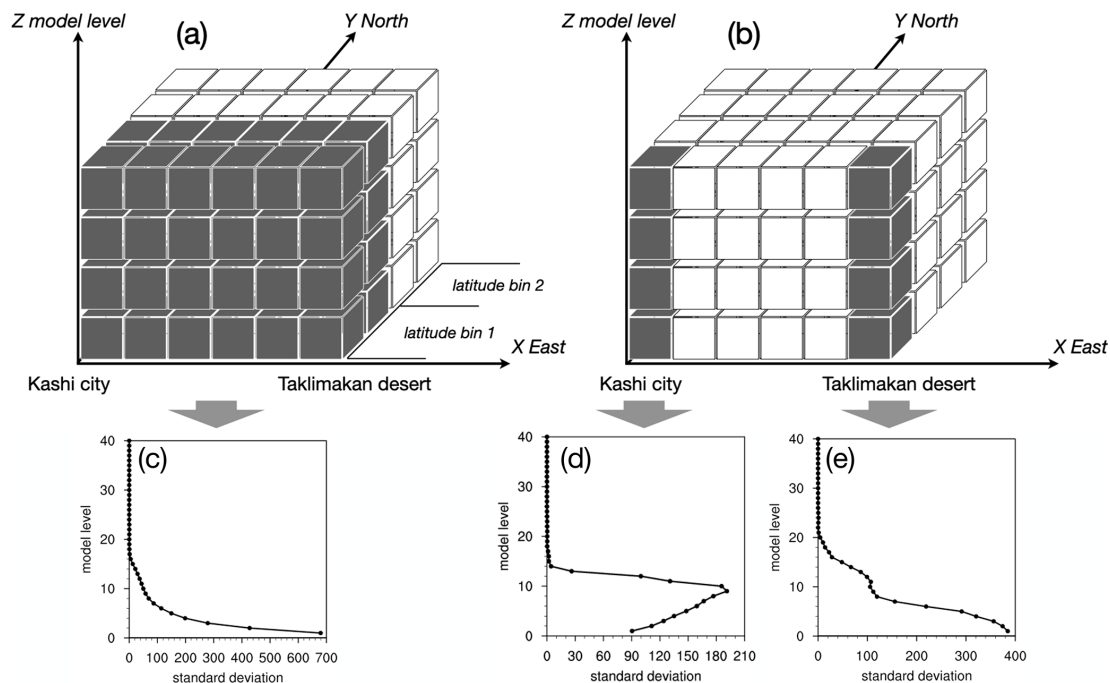 Z model level
(a)
Y North
latitude bin 2
latitude bin 1
X East
Kashi city
Taklimakan desert
Z model level
(b)
Y North
X East
Kashi city
Taklimakan desert
(c)
model level
40
30
20
10
0
0 100 200 300 400 500 600 700
standard deviation
(d)
model level
40
30
20
10
0
0 30 60 90 120 150 180 210
standard deviation
(e)
model level
40
30
20
10
0
0 100 200 300 400
standard deviation